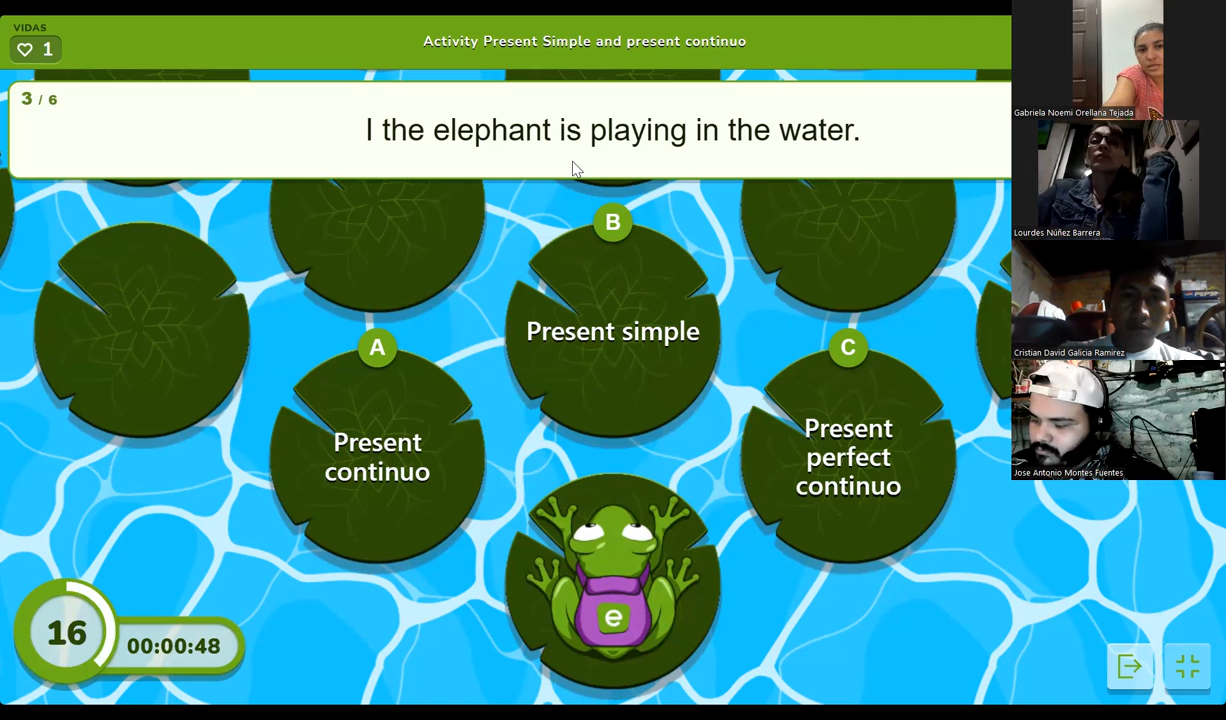 VIDAS
1
Activity Present Simple and present continuo
3 / 6
I the elephant is playing in the water.
B
Present simple
A
Present
continuo
C
Present
perfect
continuo
e
16
00:00:48
Gabriela Noemi Orellana Tejada
Lourdes Núñez Barrera
PEPSI
Cristian David Galicia Ramirez
Jose Antonio Montes Fuentes